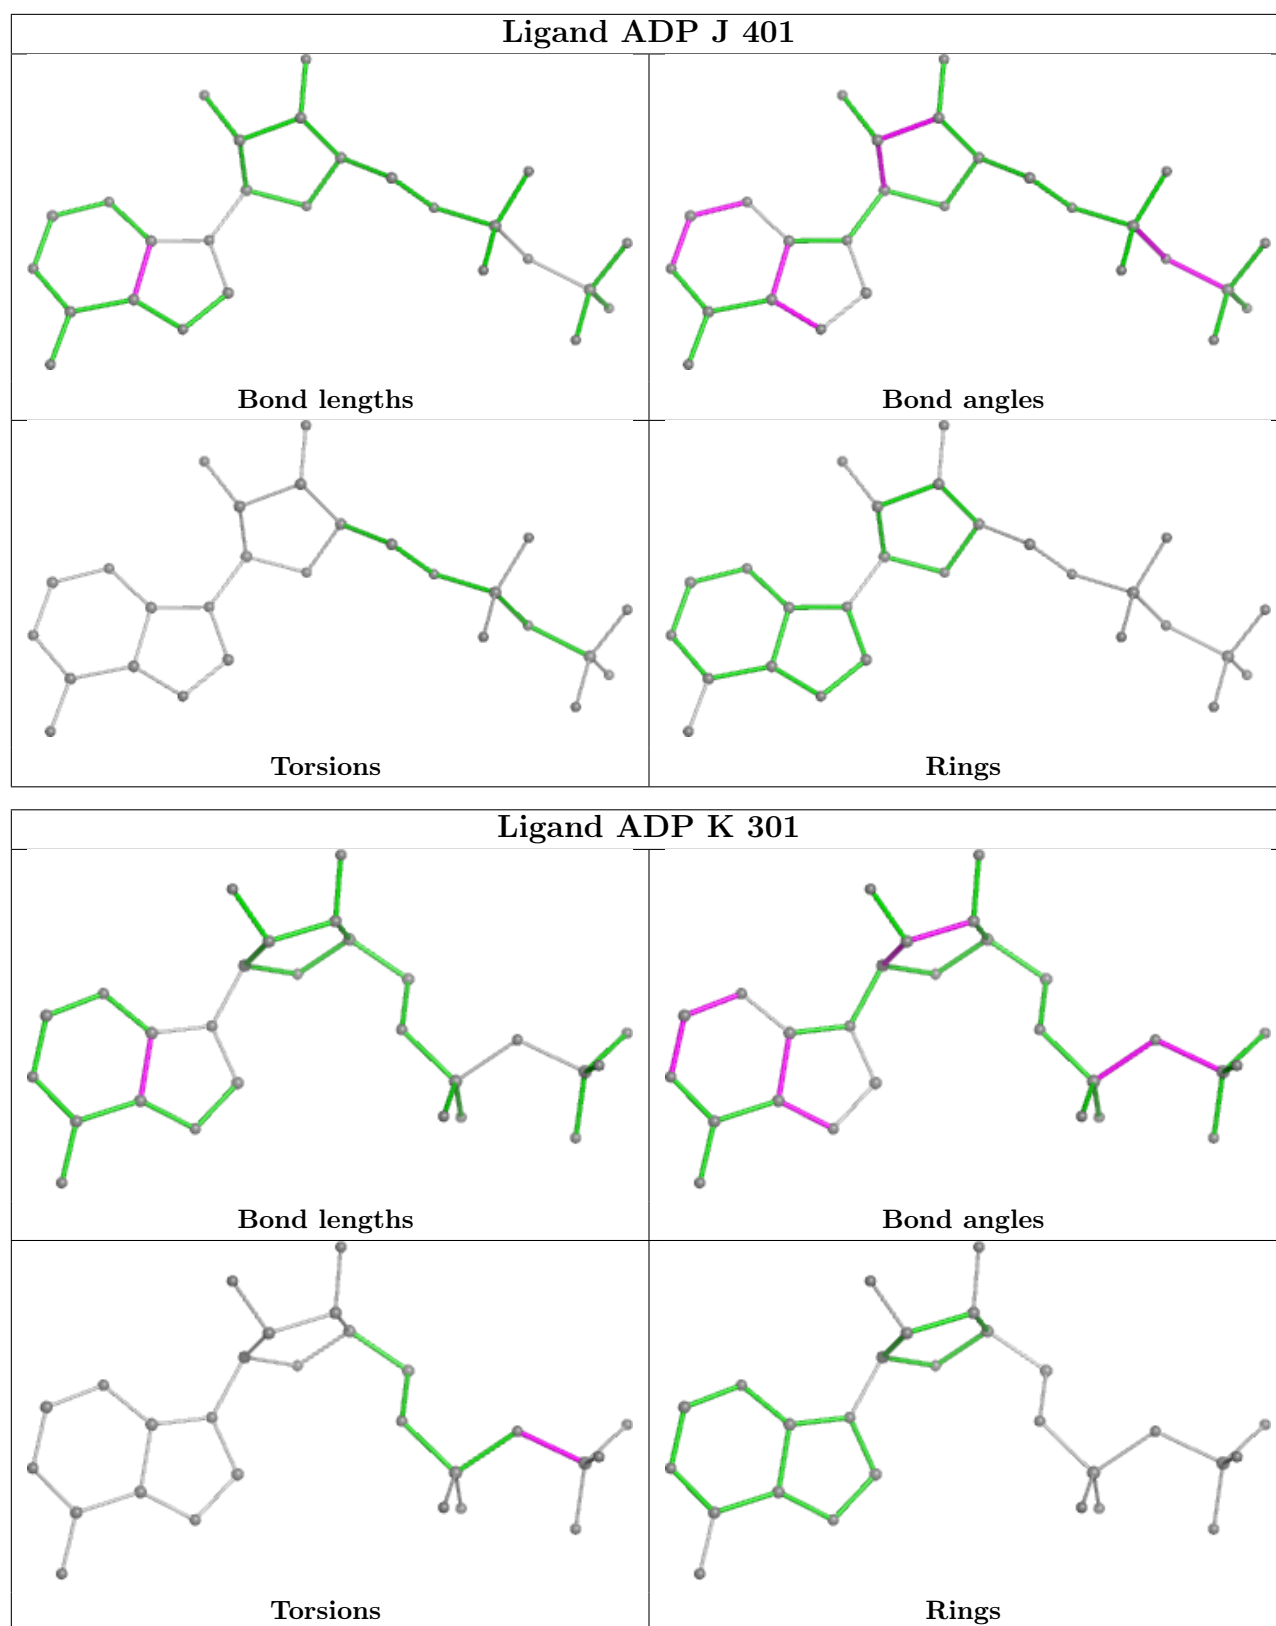 Ligand ADP J 401
Bond lengths
Bond angles
Torsions
Rings
Ligand ADP K 301
Bond lengths
Bond angles
Torsions
Rings